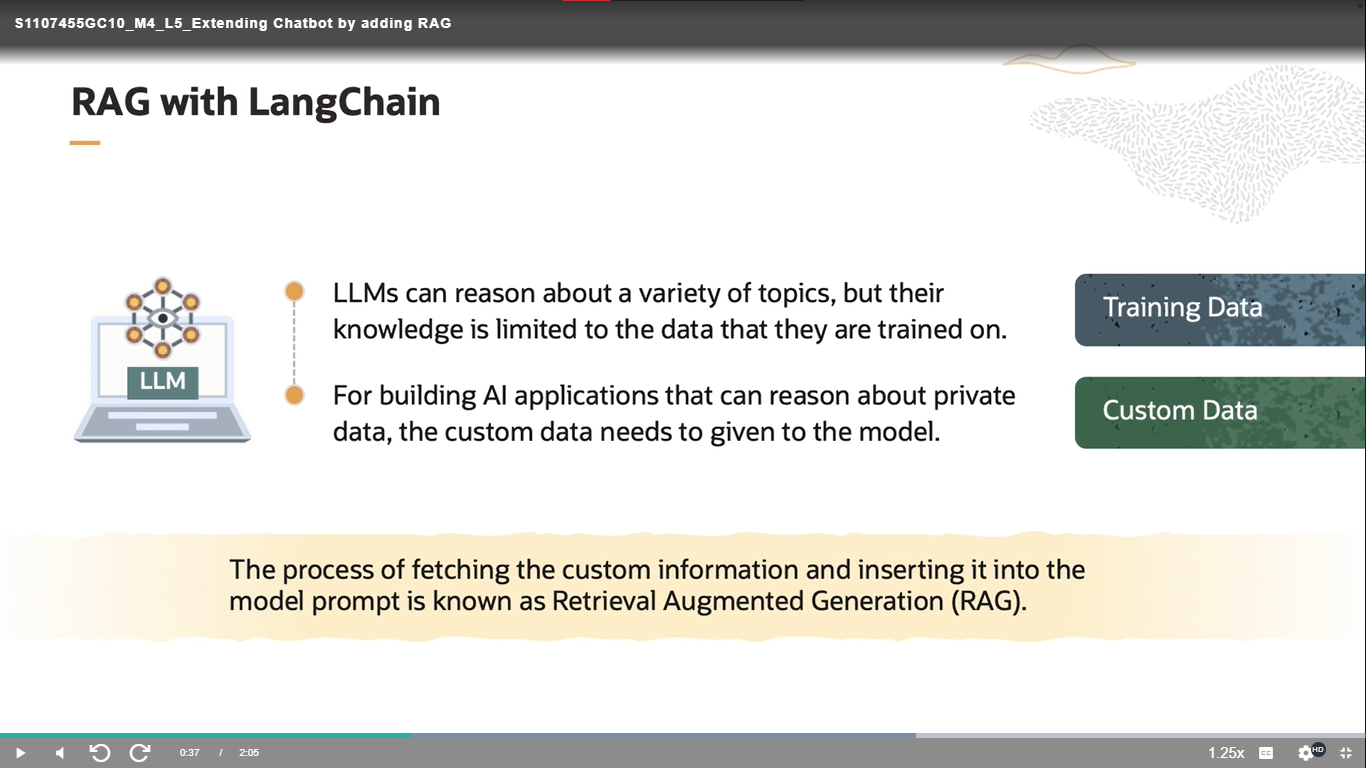 S1107455GC10_M4_L5_Extending Chatbot by adding RAG
RAG with LangChain
LLM
LLMs can reason about a variety of topics, but their
knowledge is limited to the data that they are trained on.
Training Data
For building AI applications that can reason about private
data, the custom data needs to given to the model.
Custom Data
The process of fetching the custom information and inserting it into the
model prompt is known as Retrieval Augmented Generation (RAG).
0:37 / 2:05
1.25x
HD